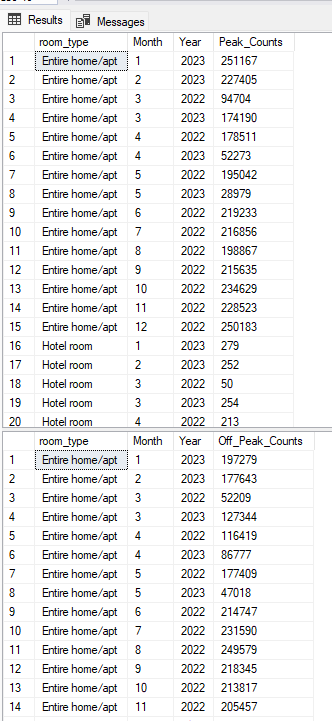 Results Messages
room_type Month Year Peak_Counts
1 Entire home/apt 1 2023 251167
2 Entire home/apt 2 2023 227405
3 Entire home/apt 3 2022 94704
4 Entire home/apt 3 2023 174190
5 Entire home/apt 4 2022 178511
6 Entire home/apt 4 2023 52273
7 Entire home/apt 5 2022 195042
8 Entire home/apt 5 2023 28979
9 Entire home/apt 6 2022 219233
10 Entire home/apt 7 2022 216856
11 Entire home/apt 8 2022 198867
12 Entire home/apt 9 2022 215635
13 Entire home/apt 10 2022 234629
14 Entire home/apt 11 2022 228523
15 Entire home/apt 12 2022 250183
16 Hotel room 1 2023 279
17 Hotel room 2 2023 252
18 Hotel room 3 2022 50
19 Hotel room 3 2023 254
20 Hotel room 4 2022 213
room_type Month Year Off_Peak_Counts
1 Entire home/apt 1 2023 197279
2 Entire home/apt 2 2023 177643
3 Entire home/apt 3 2022 52209
4 Entire home/apt 3 2023 127344
5 Entire home/apt 4 2022 116419
6 Entire home/apt 4 2023 86777
7 Entire home/apt 5 2022 177409
8 Entire home/apt 5 2023 47018
9 Entire home/apt 6 2022 214747
10 Entire home/apt 7 2022 231590
11 Entire home/apt 8 2022 249579
12 Entire home/apt 9 2022 218345
13 Entire home/apt 10 2022 213817
14 Entire home/apt 11 2022 205457